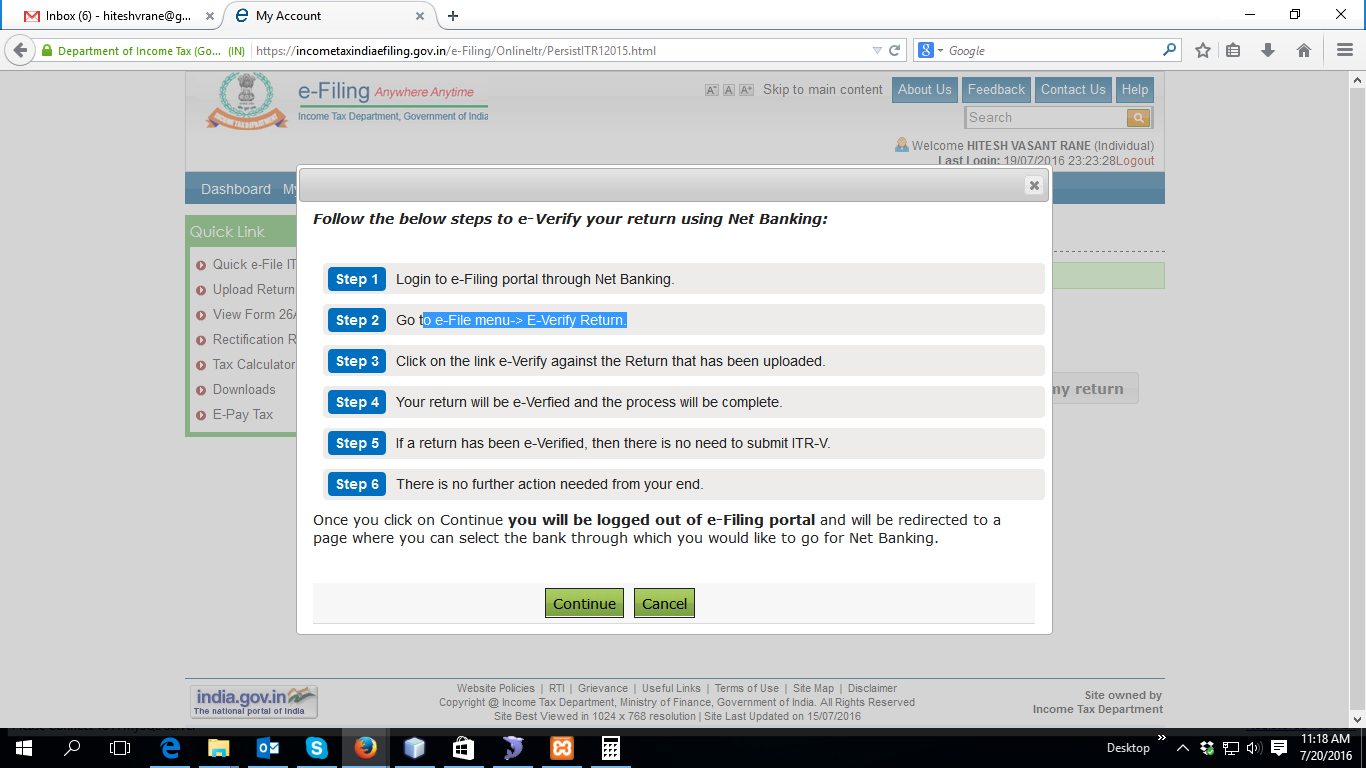 Inbox (6) - hiteshvrane@g...
My Account
Department of Income Tax (Go... (IN)
https://incometaxindiaefiling.gov.in/e-Filing/OnlineItr/PersistITR12015.html
Google
e-Filing Anywhere Anytime
Income Tax Department, Government of India
Skip to main content
About Us
Feedback
Contact Us
Help
Search
Welcome HITESH VASANT RANE (Individual)
Last Login: 19/07/2016 23:23:28Logout
Dashboard
Quick Link
Quick e-File IT
Upload Return
View Form 26A
Rectification R
Tax Calculator
Downloads
E-Pay Tax
my return
Follow the below steps to e-Verify your return using Net Banking:
Step 1 Login to e-Filing portal through Net Banking.
Step 2 Go to e-File menu-> E-Verify Return.
Step 3 Click on the link e-Verify against the Return that has been uploaded.
Step 4 Your return will be e-Verfied and the process will be complete.
Step 5 If a return has been e-Verified, then there is no need to submit ITR-V.
Step 6 There is no further action needed from your end.
Once you click on Continue you will be logged out of e-Filing portal and will be redirected to a
page where you can select the bank through which you would like to go for Net Banking.
Continue
Cancel
india.gov.in
The national portal of India
Website Policies | RTI | Grievance | Useful Links | Terms of Use | Site Map | Disclaimer
Copyright @ Income Tax Department, Ministry of Finance, Government of India. All Rights Reserved
Site Best Viewed in 1024 x 768 resolution | Site Last Updated on 15/07/2016
Site owned by
Income Tax Department
Desktop
11:18 AM
7/20/2016